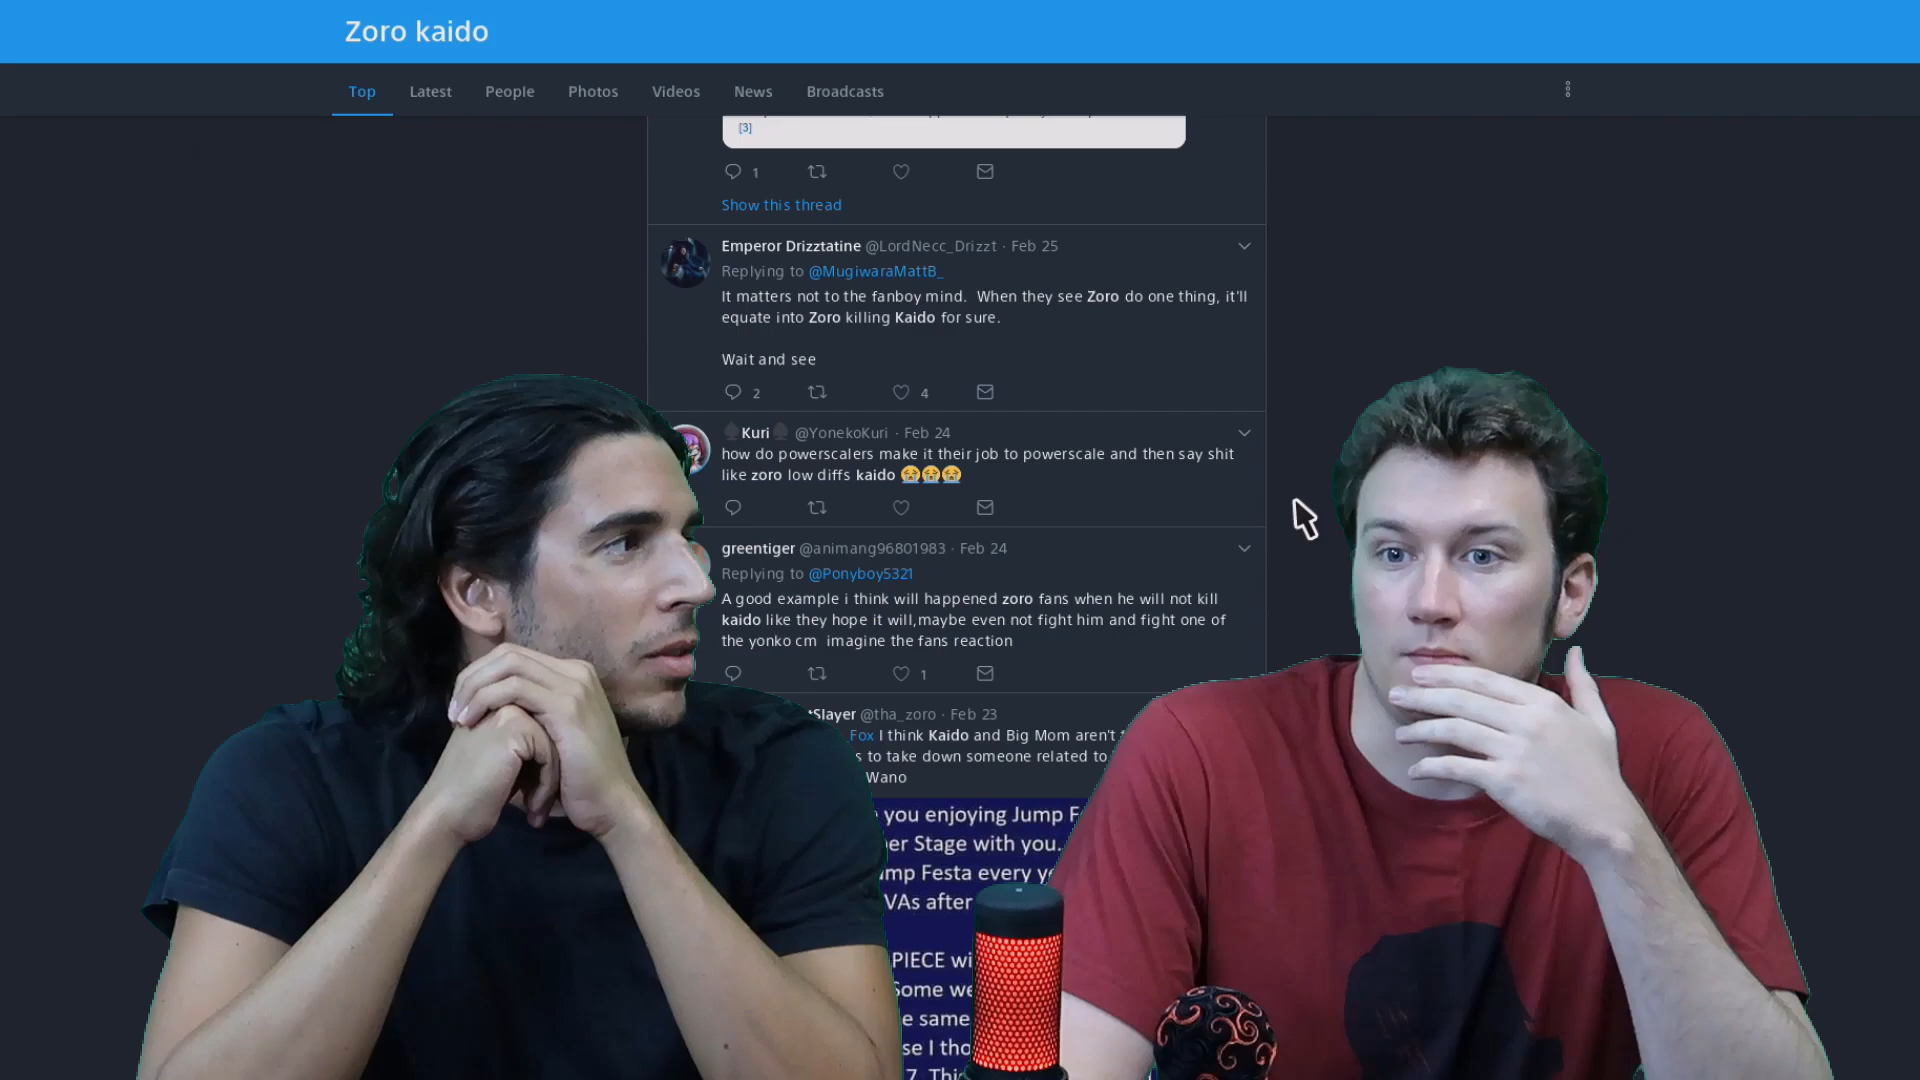 Zoro kaido
Top Latest People Photos Videos News Broadcasts
[3]
1
Show this thread
Emperor Drizztatine @LordNecc_Drizzt · Feb 25
Replying to @MugiwaraMattB_
It matters not to the fanboy mind. When they see Zoro do one thing, it'll
equate into Zoro killing Kaido for sure.
Wait and see
2 4
Kuri @YonekoKuri · Feb 24
how do powerscalers make it their job to powerscale and then say shit
like zoro low diffs kaido 😭😭😭
greentiger @animang96801983 · Feb 24
Replying to @Ponyboy5321
A good example i think will happened zoro fans when he will not kill
kaido like they hope it will,maybe even not fight him and fight one of
the yonko cm imagine the fans reaction
1
tSlayer @tha_zoro · Feb 23
_Fox I think Kaido and Big Mom aren't
s to take down someone related to
Wano
you enjoying Jump F
er Stage with you.
mp Festa every ye
VAs after
PIECE wi
Some we
e same
se I tho
7. Thi